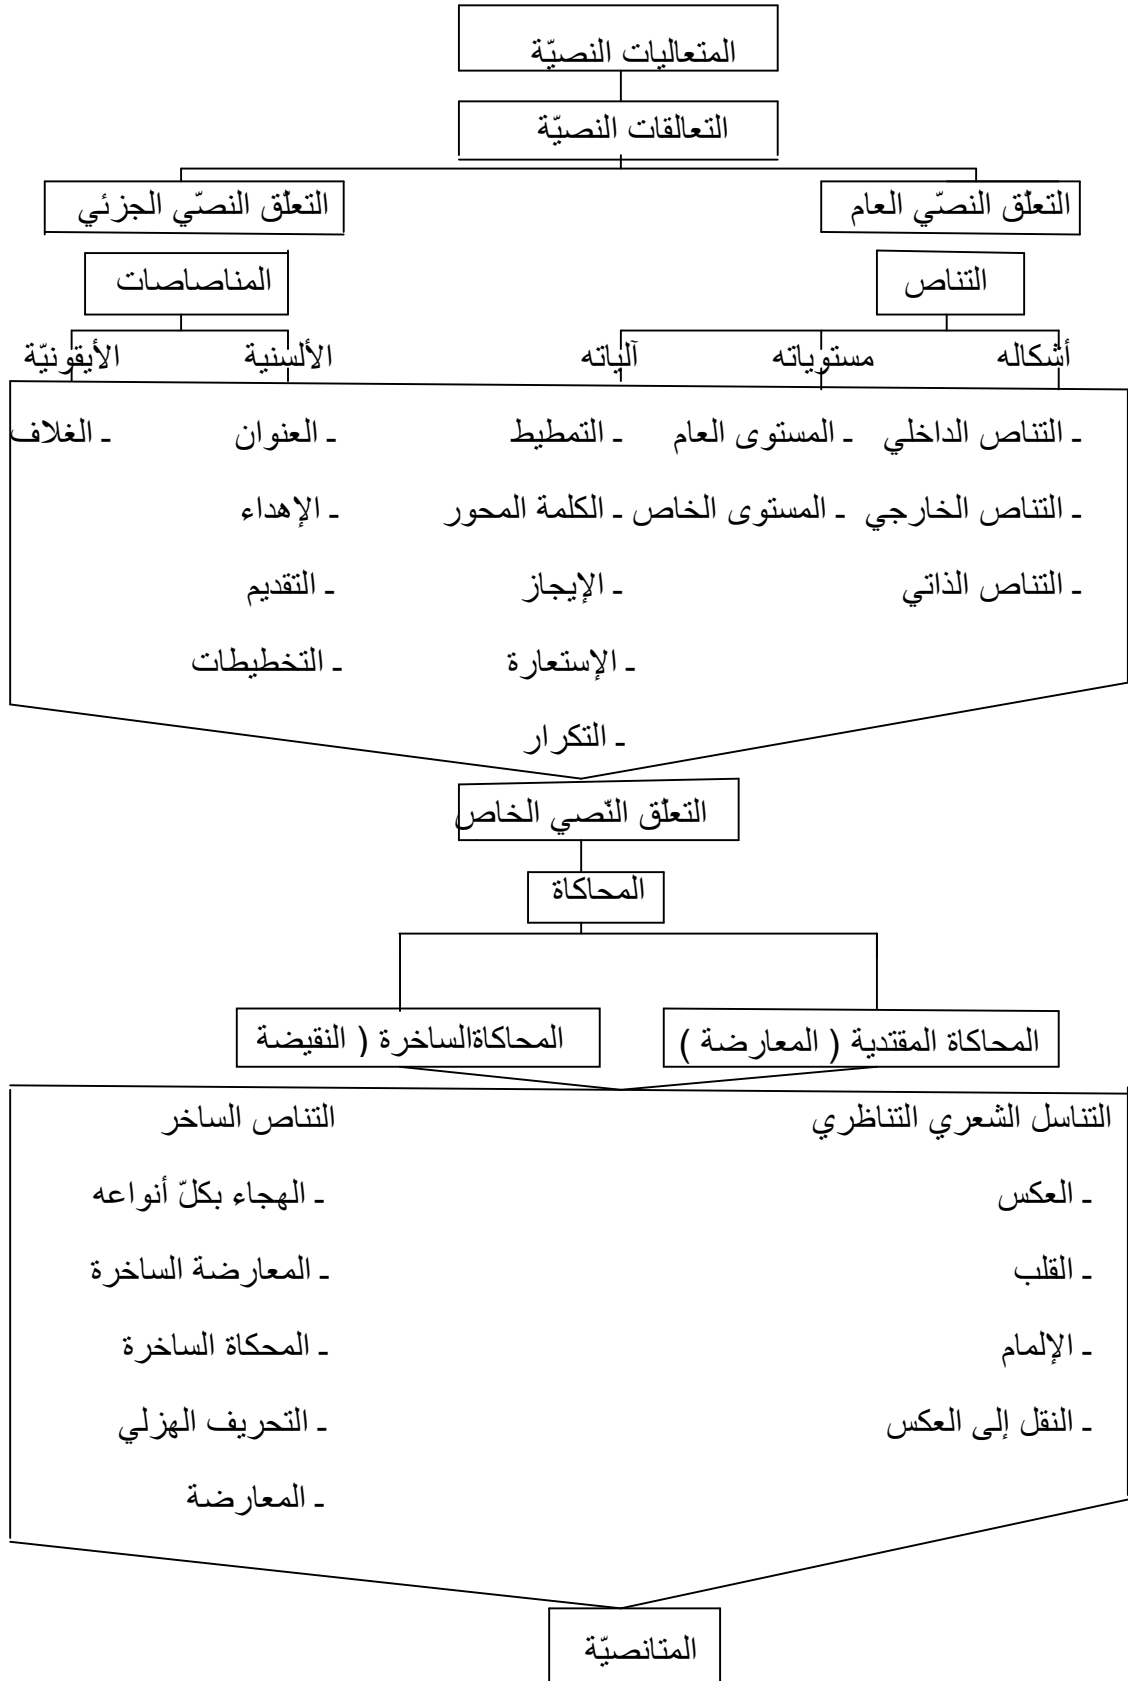 المتعاليات النصيّة
التعالقات النصيّة
التعلّق النصّي العام
التعلّق النصّي الجزئي
التناص
المناصاصات
أشكاله
مستوياته
آلياته
الألسنية
الأيقونيّة
ـ التناص الداخلي
ـ المستوى العام
ـ التمطيط
ـ العنوان
ـ الغلاف
ـ التناص الخارجي
ـ المستوى الخاص
ـ الكلمة المحور
ـ الإهداء
ـ التناص الذاتي
ـ الإيجاز
ـ التقديم
ـ الإستعارة
ـ التخطيطات
ـ التكرار
التعلّق النّصي الخاص
المحاكاة
المحاكاة المقتدية ( المعارضة )
المحاكاةالساخرة ( النقيضة
التناسل الشعري التناظري
التناص الساخر
ـ العكس
ـ الهجاء بكلّ أنواعه
ـ القلب
ـ المعارضة الساخرة
ـ الإلمام
ـ المحكاة الساخرة
ـ النقل إلى العكس
ـ التحريف الهزلي
ـ المعارضة
المتانصيّة